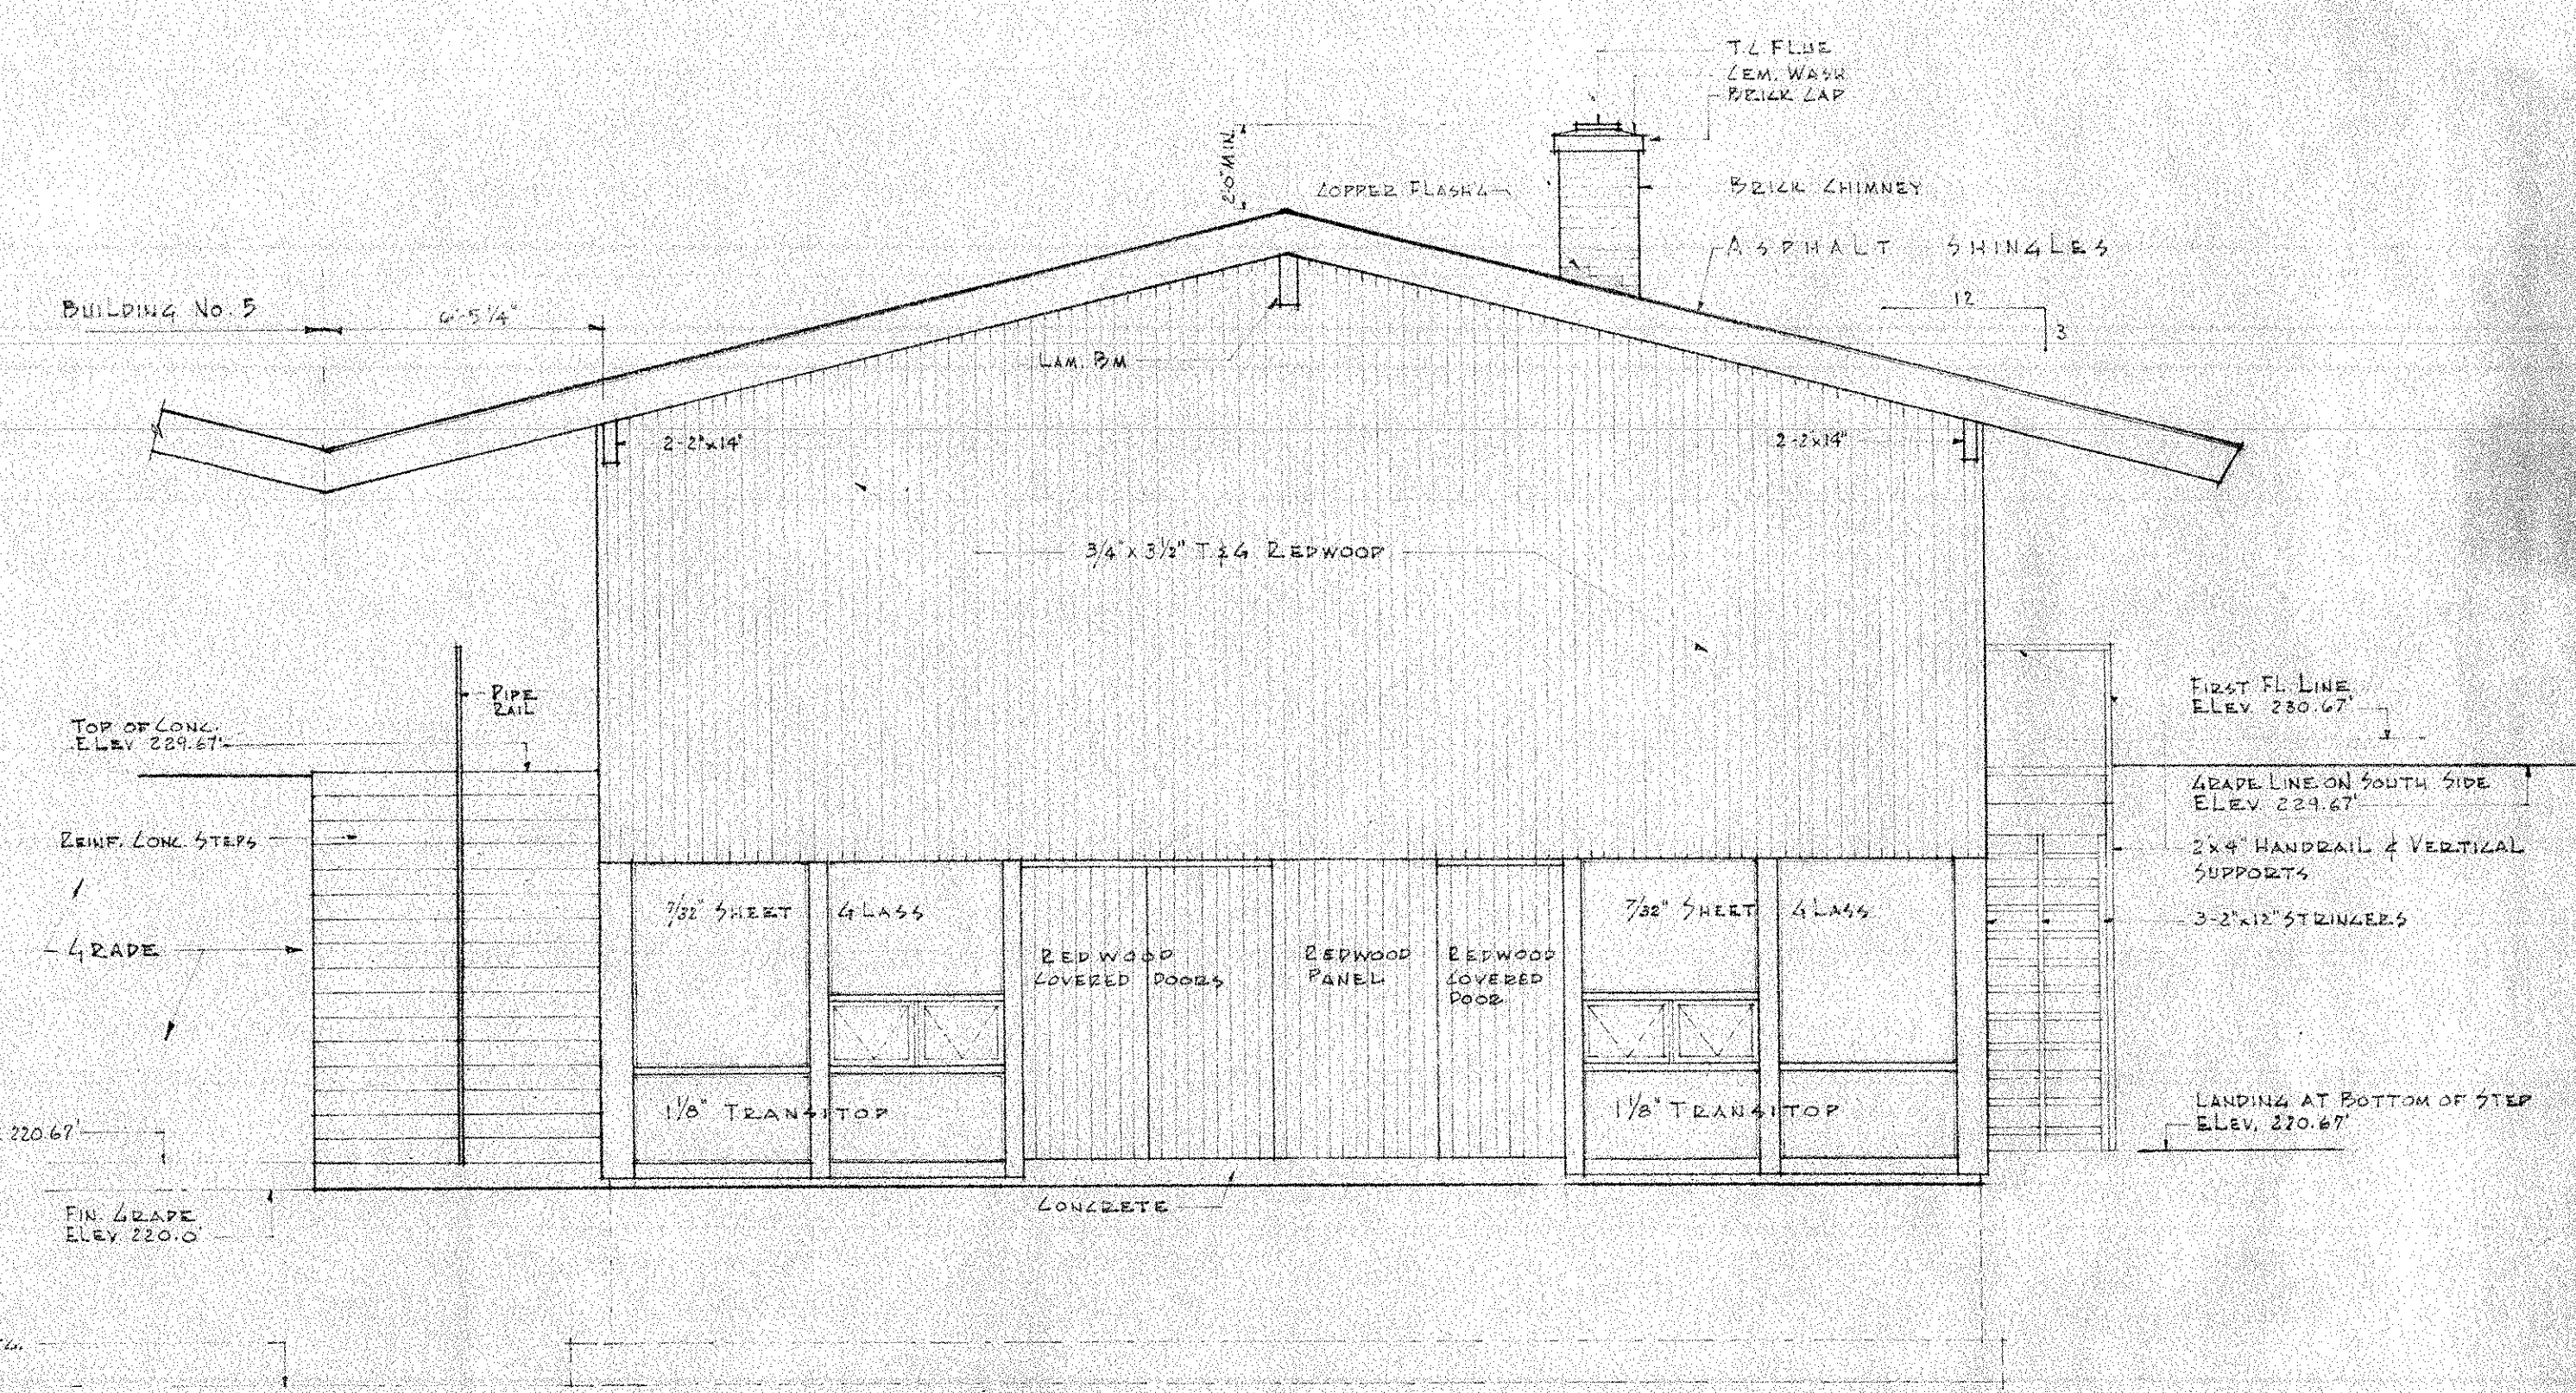 T.C FLUE
CEM. WASH
BRICK CAP
2'-0" MIN.
COPPER FLASH'G
BRICK CHIMNEY
ASPHALT SHINGLES
12
3
BUILDING NO. 5
6'-5 1/4"
LAM. BM
2-2"x14"
2-2"x14"
3/4" x 3 1/2" T & G REDWOOD
PIPE
RAIL
TOP OF CONC.
ELEV 229.67'
FIRST FL. LINE
ELEV. 230.67'
GRADE LINE ON SOUTH SIDE
ELEV. 229.67'
REINF. CONC. STEPS
2"x4" HANDRAIL & VERTICAL
SUPPORTS
3-2"x12" STRINGERS
GRADE
7/32" SHEET GLASS
REDWOOD
COVERED DOORS
REDWOOD
PANEL
REDWOOD
COVERED
DOOR
7/32" SHEET GLASS
1 1/8" TRANSITOP
1 1/8" TRANSITOP
220.67'
LANDING AT BOTTOM OF STEP
ELEV. 220.67'
FIN. GRADE
ELEV. 220.0'
CONCRETE